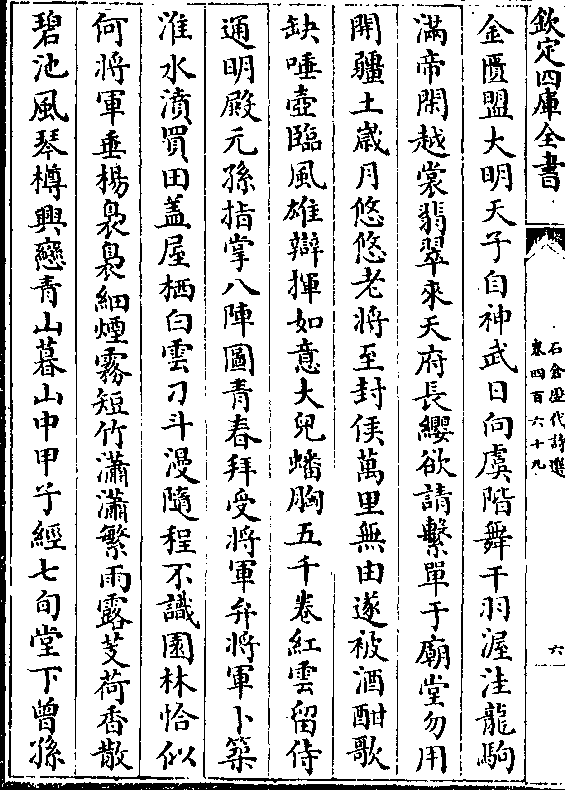 欽定四庫全書
石倉歷代詩選
卷四百六十九
六
金匱盟大明天子自神武日向虞階舞干羽渥洼龍駒
滿帝閑越裳翡翠來天府長纓欲請繫單于廟堂勿用
開疆土嵗月悠悠老將至封侯萬里無由遂被酒酣歌
缺唾壺臨風雄辯揮如意大兒蟠胸五千卷紅雲留侍
通明殿元孫指掌八陣圖青春拜受將軍弁將軍卜築
淮水濆買田蓋屋栖白雲刁斗漫隨程不識園林恰似
何將軍垂楊裊裊細煙霧短竹瀟瀟繁雨露芰荷香散
碧池風琴樽興戀青山暮山中甲子經七旬堂下曾孫